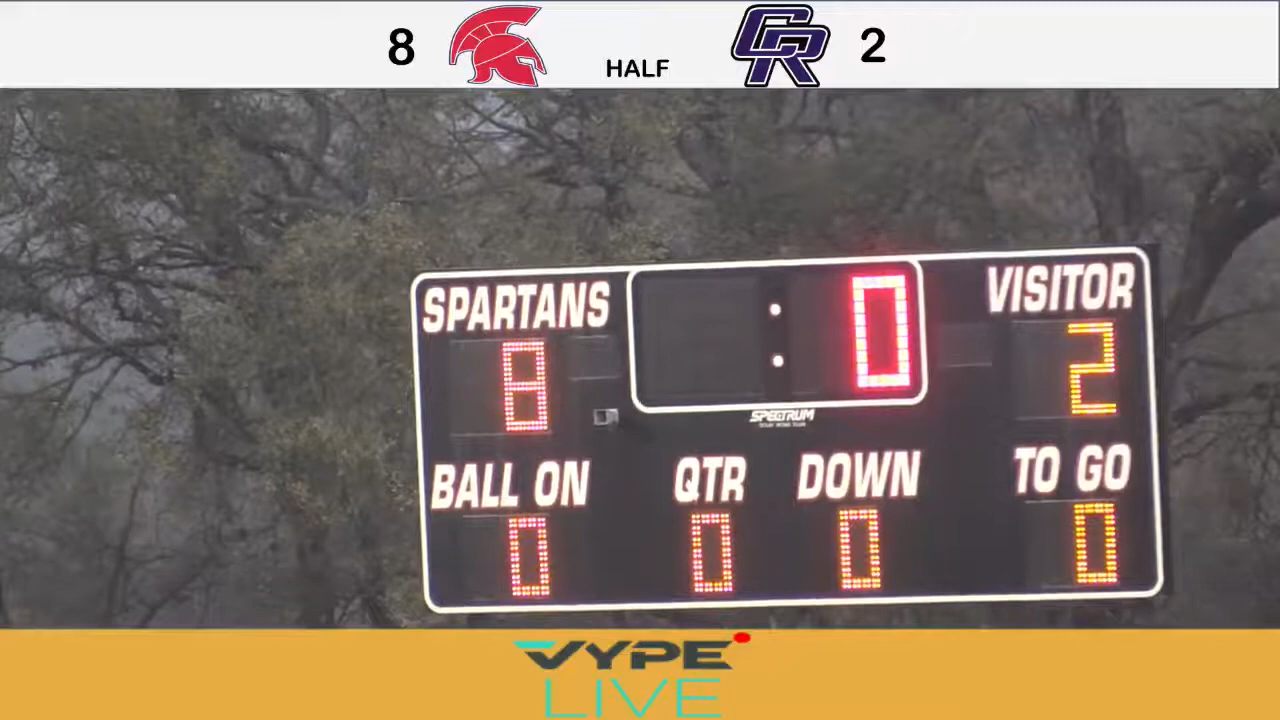 8 HALF CR 2
SPARTANS : 0 VISITOR
8 2
SPECTRUM
BALL ON QTR DOWN TO GO
0 0 0 0
VYPE
LIVE